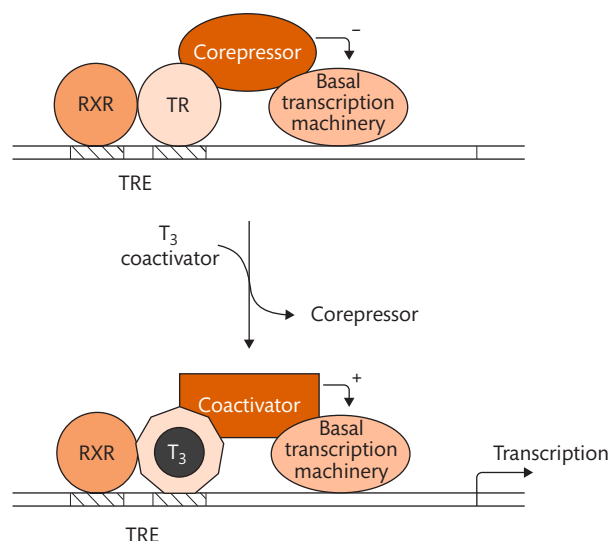 Corepressor
–
RXR
TR
Basal
transcription
machinery
TRE
T3
coactivator
Corepressor
Coactivator
+
RXR
T3
Basal
transcription
machinery
Transcription
TRE